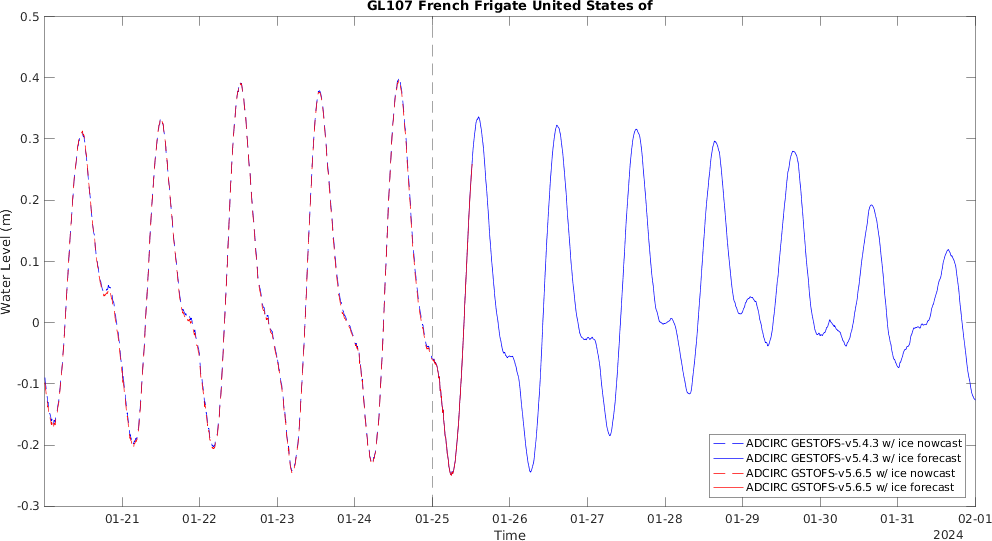 GL107 French Frigate United States of
0.5
0.4
0.3
0.2
0.1
0
-0.1
-0.2
-0.3
Water Level (m)
ADCIRC GESTOFS-v5.4.3 w/ ice nowcast
ADCIRC GESTOFS-v5.4.3 w/ ice forecast
ADCIRC GSTOFS-v5.6.5 w/ ice nowcast
ADCIRC GSTOFS-v5.6.5 w/ ice forecast
01-21 01-22 01-23 01-24 01-25 01-26 01-27 01-28 01-29 01-30 01-31 02-01
Time
2024